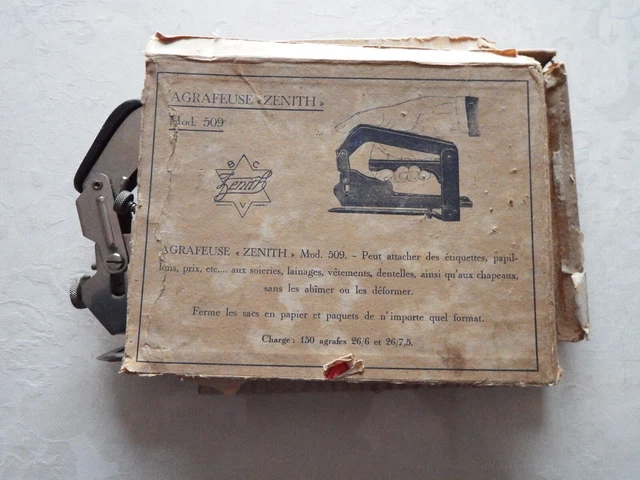 AGRAFEUSE «ZENITH»
Mod. 509
B C
Zenith
V
AGRAFEUSE « ZENITH » Mod. 509. - Peut attacher des étiquettes, papil-
lons, prix, etc.... aux soieries, lainages, vêtements, dentelles, ainsi qu'aux chapeaux,
sans les abîmer ou les déformer.
Ferme les sacs en papier et paquets de n'importe quel format.
Charge : 150 agrafes 26/6 et 26/7,5.